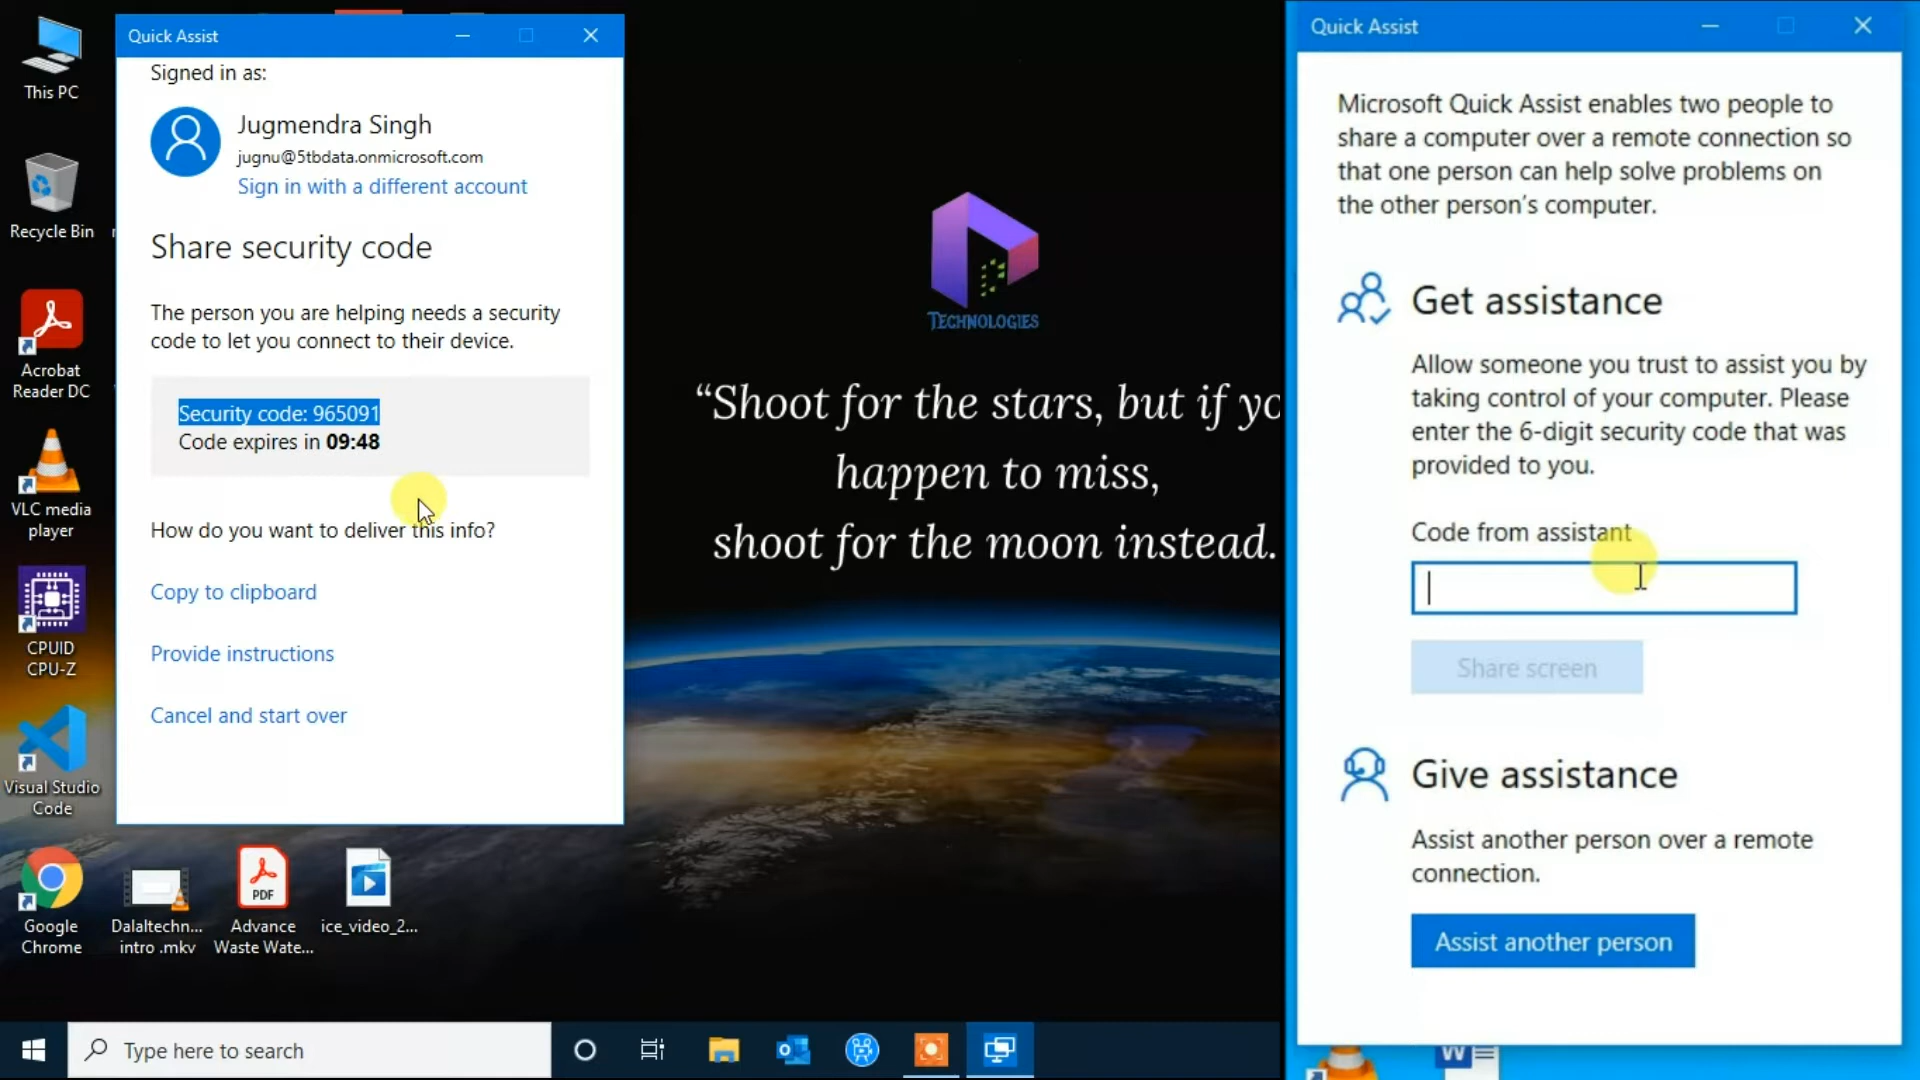 This PC
Recycle Bin
Acrobat
Reader DC
VLC media
player
CPUID
CPU-Z
Visual Studio
Code
Google
Chrome
Dalaltechn...
intro .mkv
PDF
Advance
Waste Wate...
ice_video_2...
Quick Assist
Signed in as:
Jugmendra Singh
jugnu@5tbdata.onmicrosoft.com
Sign in with a different account
Share security code
The person you are helping needs a security
code to let you connect to their device.
Security code: 965091
Code expires in 09:48
How do you want to deliver this info?
Copy to clipboard
Provide instructions
Cancel and start over
TECHNOLOGIES
“Shoot for the stars, but if yo
happen to miss,
shoot for the moon instead.
Type here to search
Quick Assist
Microsoft Quick Assist enables two people to
share a computer over a remote connection so
that one person can help solve problems on
the other person's computer.
Get assistance
Allow someone you trust to assist you by
taking control of your computer. Please
enter the 6-digit security code that was
provided to you.
Code from assistant
Share screen
Give assistance
Assist another person over a remote
connection.
Assist another person
W